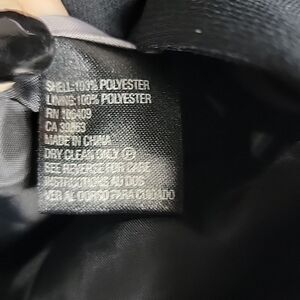 SHELL: 100% POLYESTER
LINING: 100% POLYESTER
RN 106409
CA 39863
MADE IN CHINA
DRY CLEAN ONLY Ⓟ
SEE REVERSE FOR CARE
INSTRUCTIONS AU DOS
VER AL DORSO PARA CUIDADO